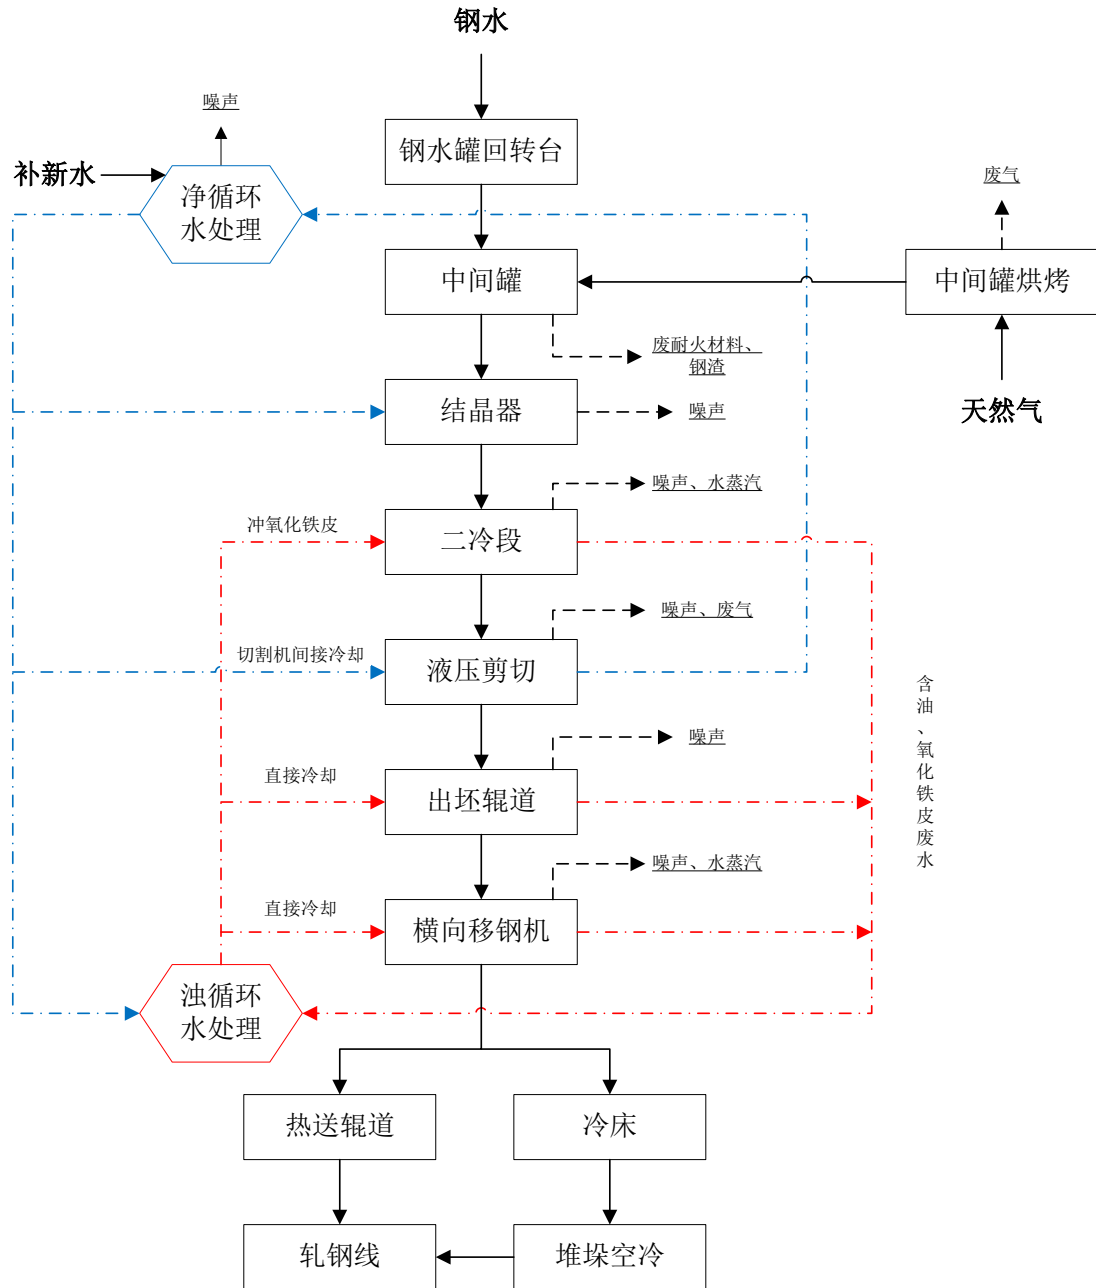 钢水
噪声
钢水罐回转台
补新水
净循环
水处理
废气
中间罐
中间罐烘烤
废耐火材料、
钢渣
结晶器
噪声
天然气
噪声、水蒸汽
冲氧化铁皮
二冷段
噪声、废气
切割机间接冷却
液压剪切
含油、氧化铁皮废水
噪声
直接冷却
出坯辊道
噪声、水蒸汽
直接冷却
横向移钢机
浊循环
水处理
热送辊道
冷床
轧钢线
堆垛空冷